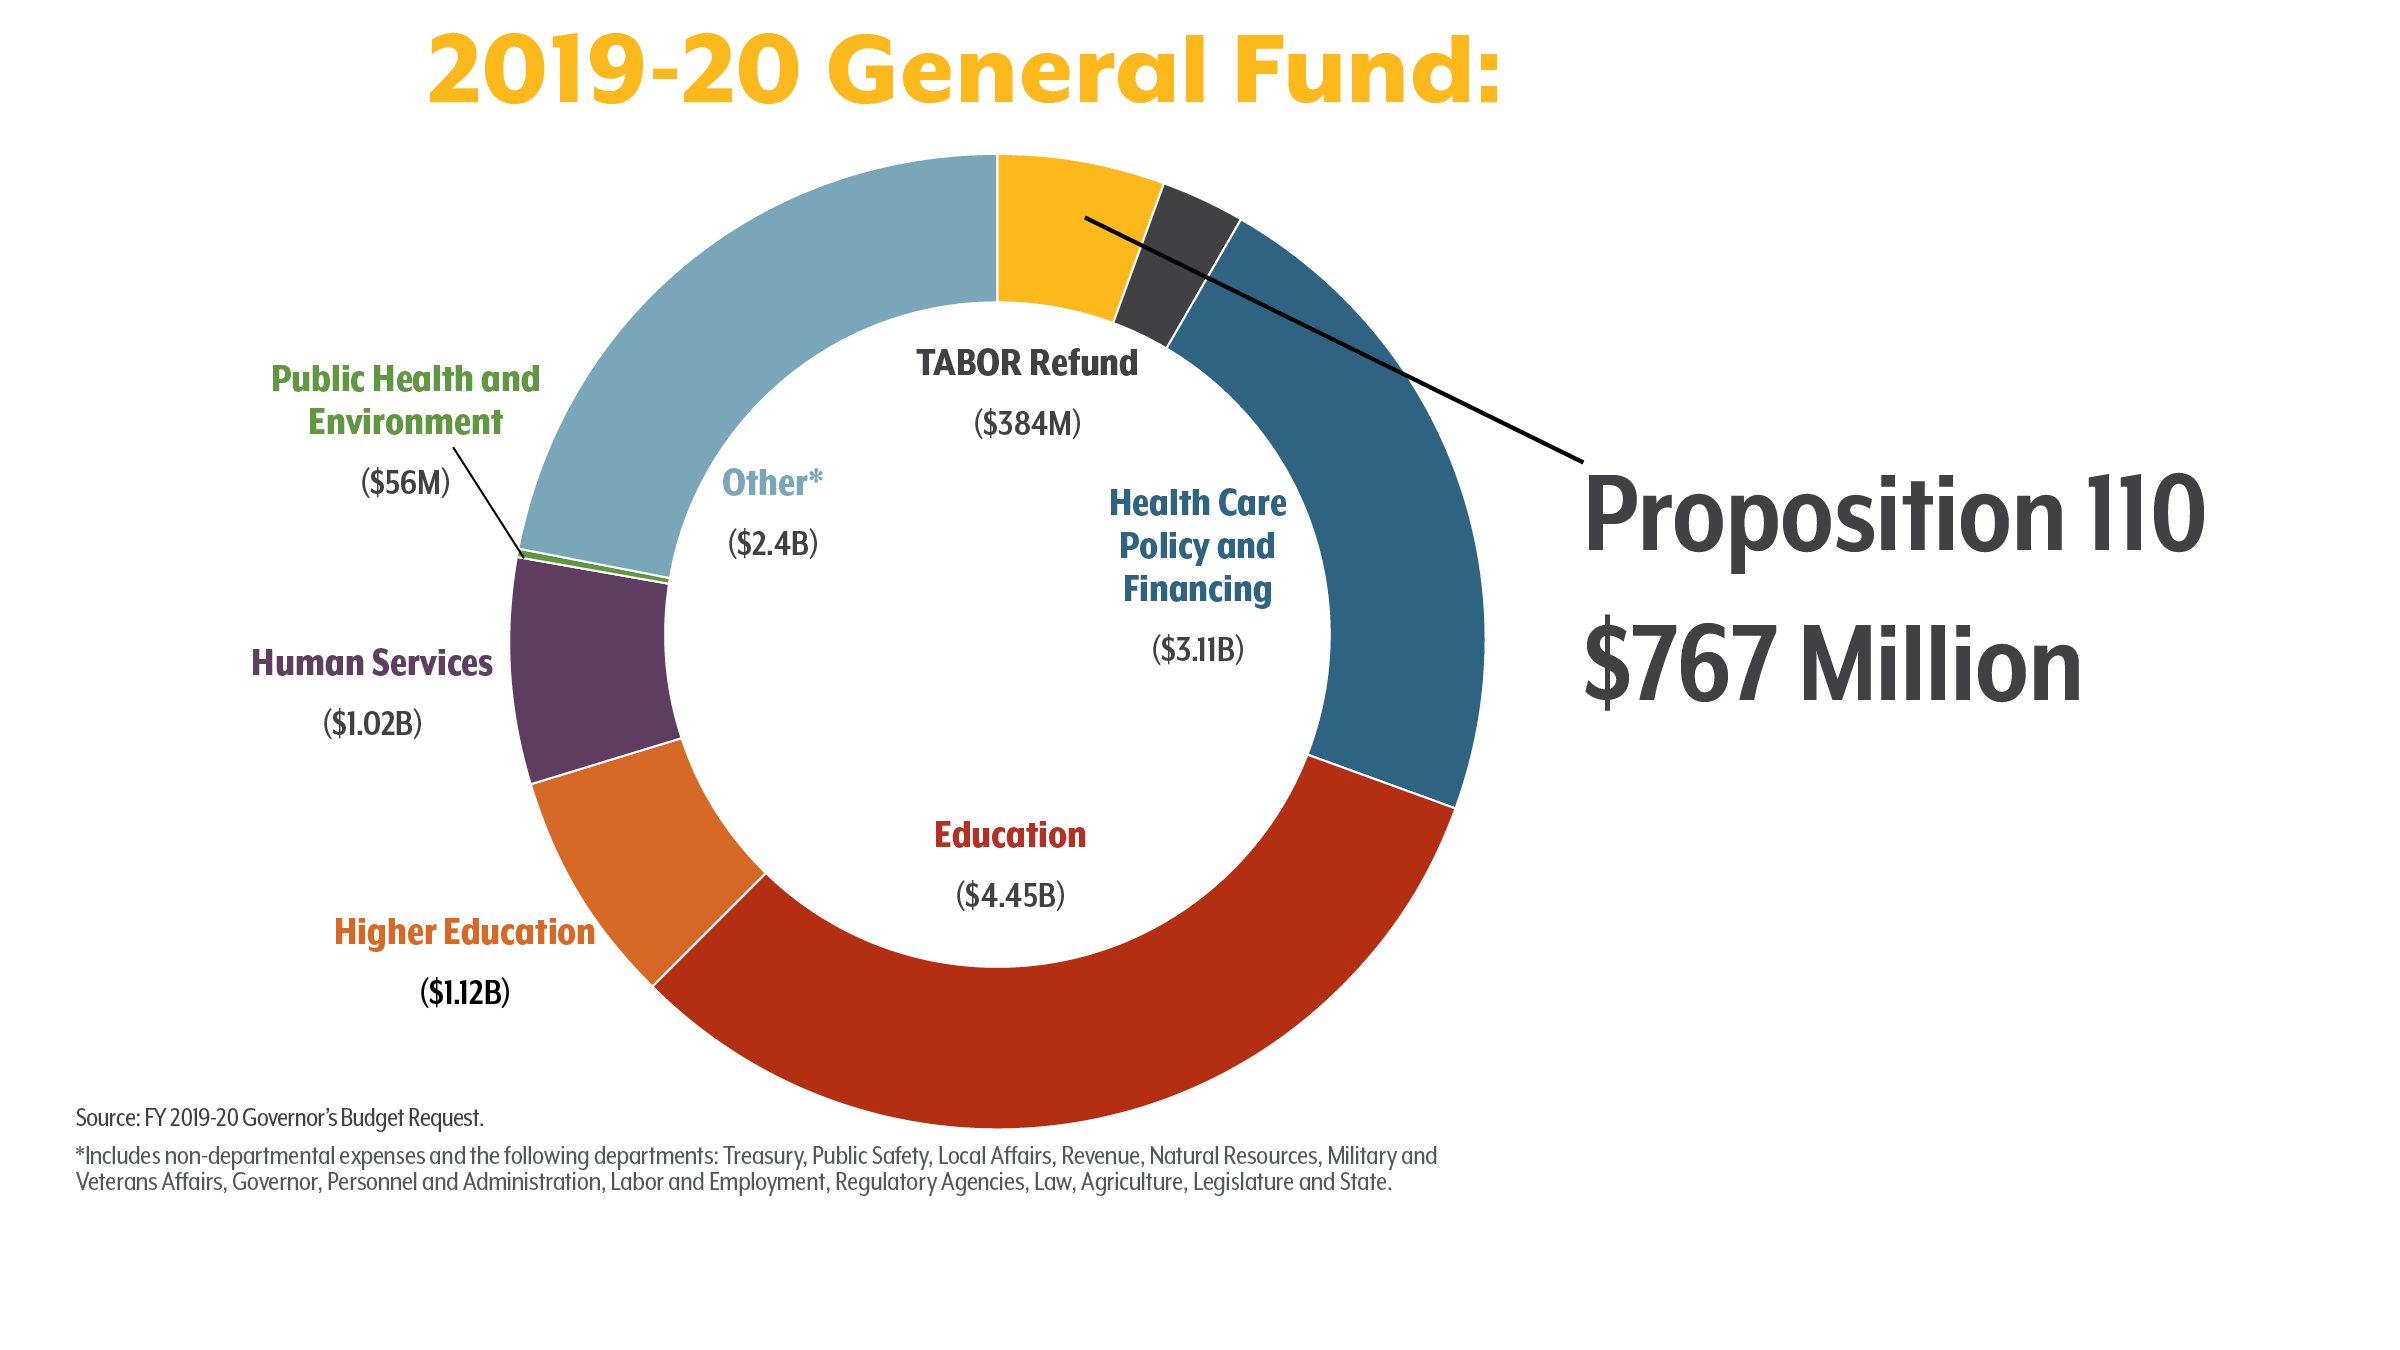 2019-20 General Fund:
TABOR Refund
($384M)
Public Health and
Environment
($56M)
Other*
($2.4B)
Health Care
Policy and
Financing
($3.11B)
Proposition 110
$767 Million
Human Services
($1.02B)
Education
($4.45B)
Higher Education
($1.12B)
Source: FY 2019-20 Governor’s Budget Request.
*Includes non-departmental expenses and the following departments: Treasury, Public Safety, Local Affairs, Revenue, Natural Resources, Military and
Veterans Affairs, Governor, Personnel and Administration, Labor and Employment, Regulatory Agencies, Law, Agriculture, Legislature and State.